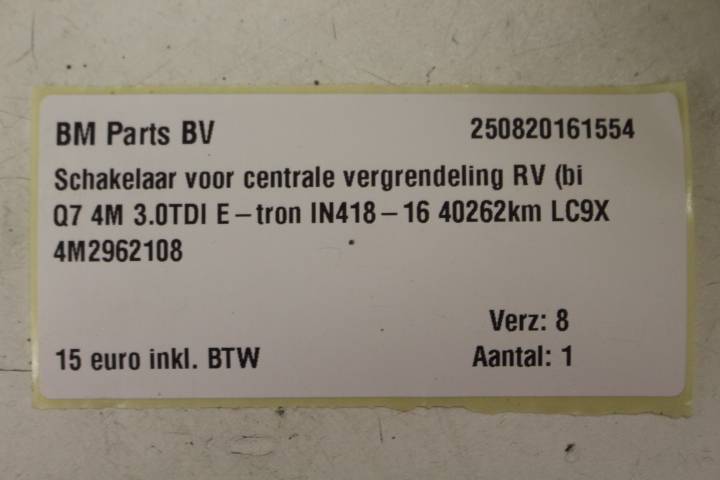 BM Parts BV 250820161554
Schakelaar voor centrale vergrendeling RV (bi
Q7 4M 3.0TDI E-tron IN418-16 40262km LC9X
4M2962108
Verz: 8
15 euro inkl. BTW Aantal: 1